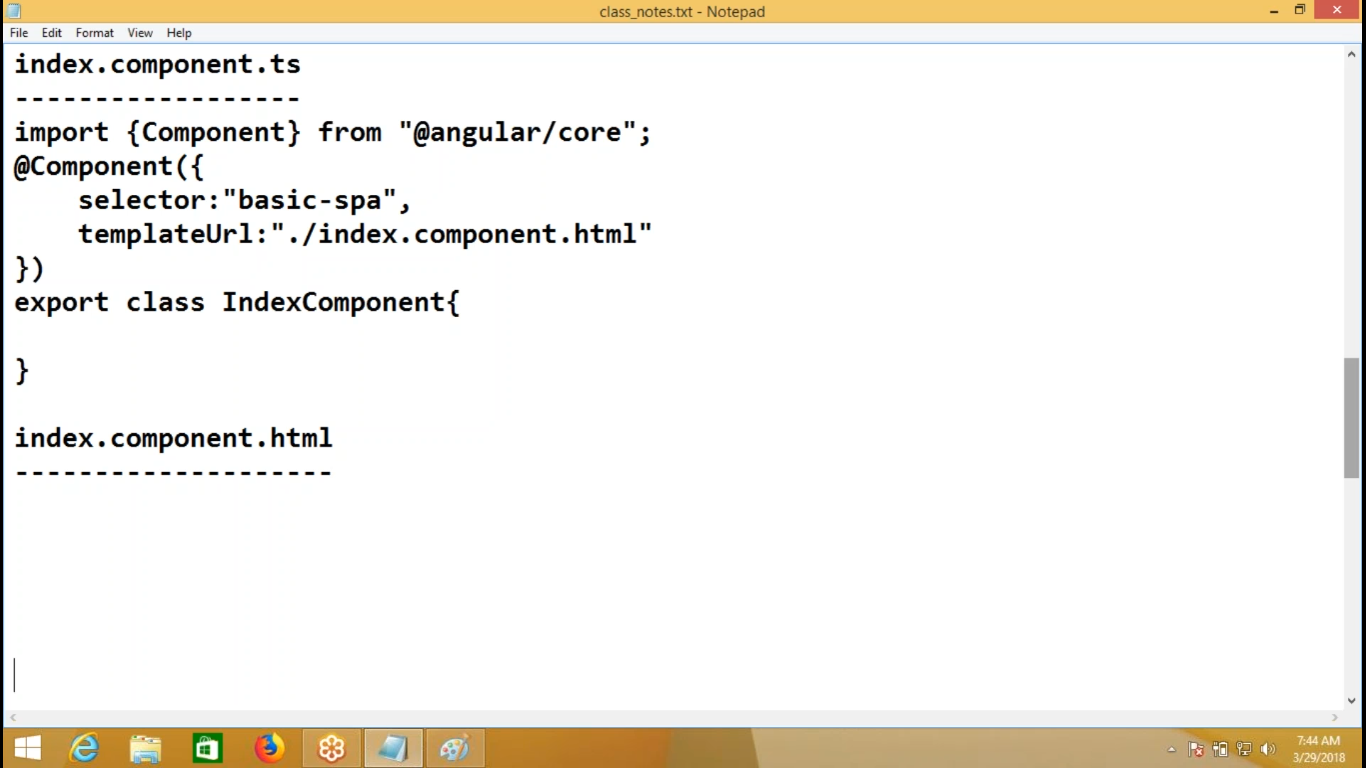 class_notes.txt - Notepad
File Edit Format View Help
index.component.ts
------------------
import {Component} from "@angular/core";
@Component({
    selector:"basic-spa",
    templateUrl:"./index.component.html"
})
export class IndexComponent{
}
index.component.html
--------------------
7:44 AM
3/29/2018